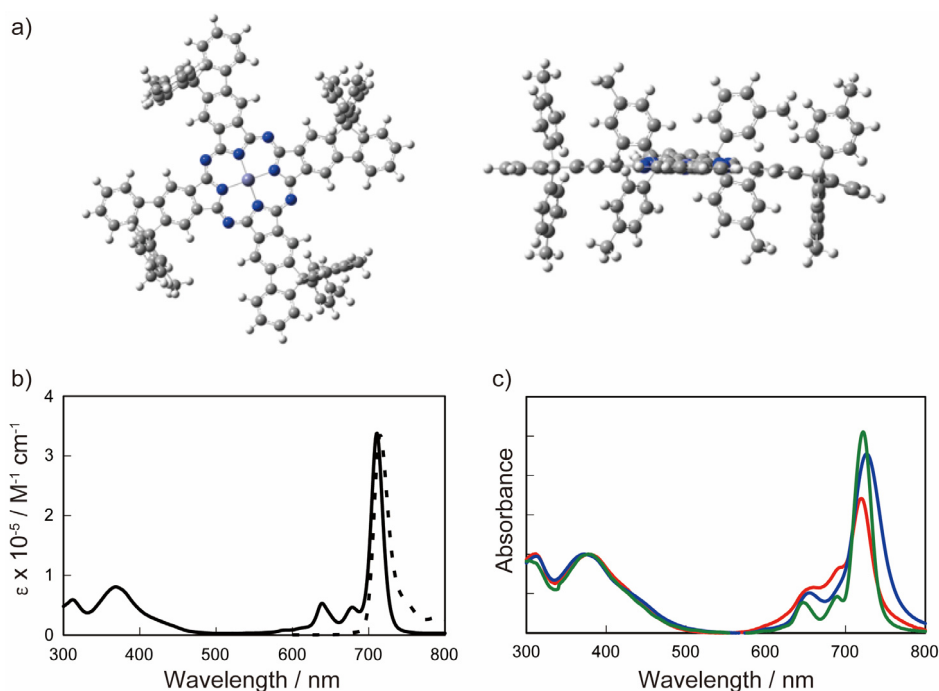 a)
b)
c)
4
3
2
1
0
ε x 10⁻⁵ / M⁻¹ cm⁻¹
300 400 500 600 700 800
Wavelength / nm
Absorbance
300 400 500 600 700 800
Wavelength / nm